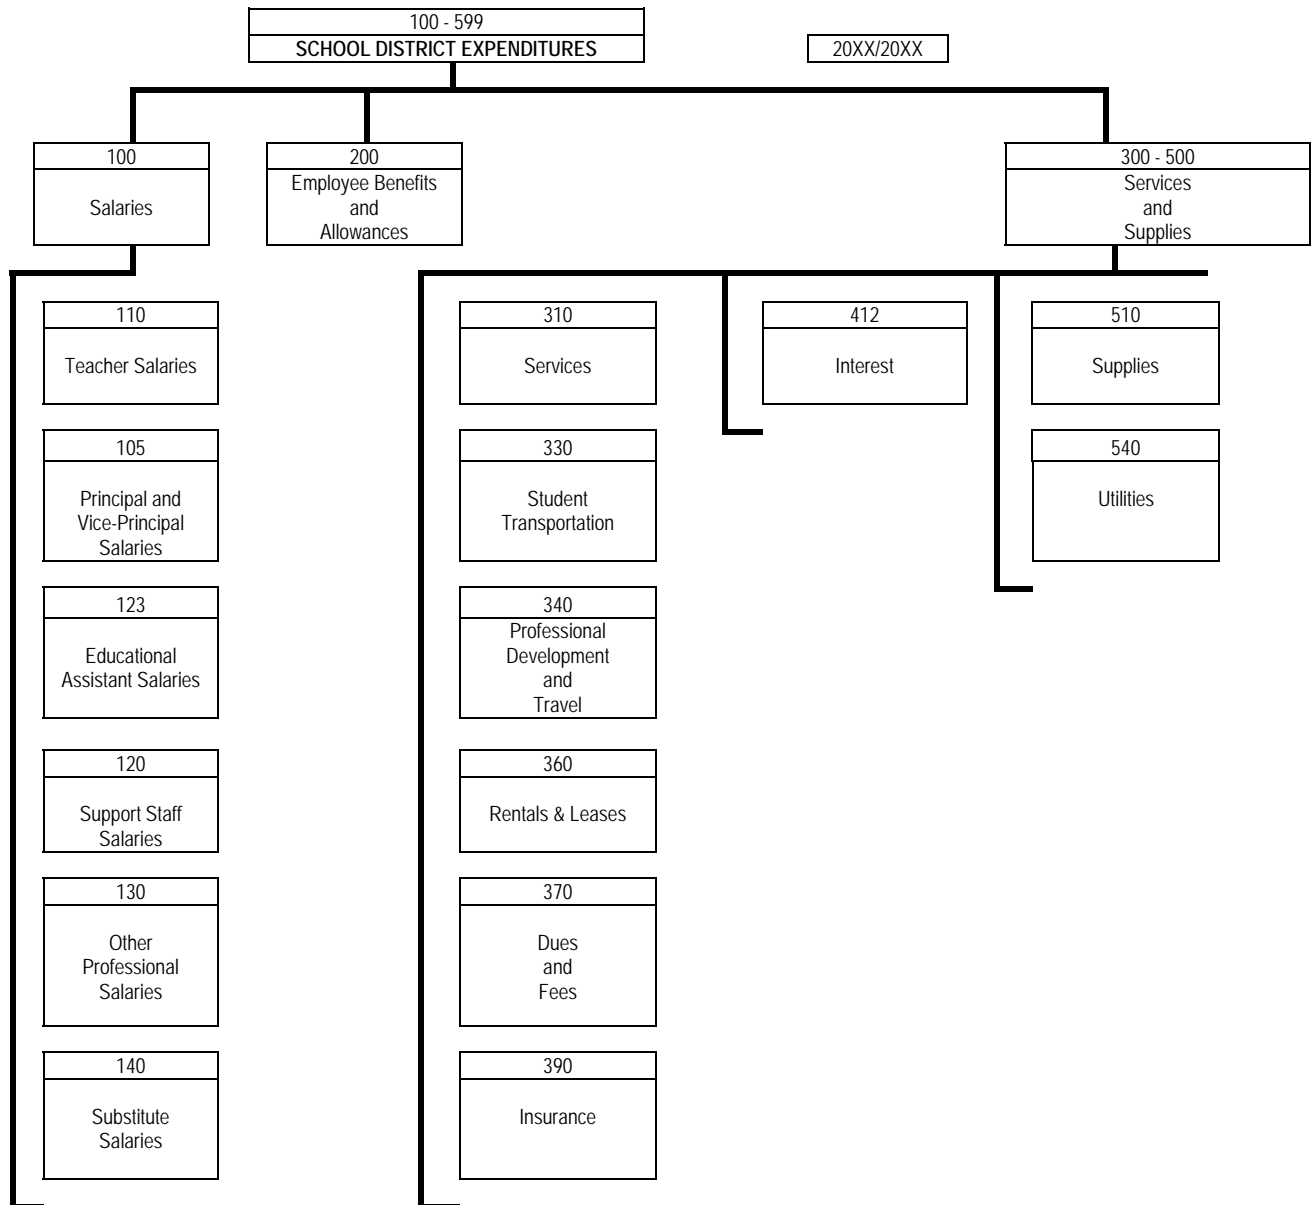 100 - 599
SCHOOL DISTRICT EXPENDITURES
20XX/20XX
100
Salaries
200
Employee Benefits
and
Allowances
300 - 500
Services
and
Supplies
110
Teacher Salaries
105
Principal and
Vice-Principal
Salaries
123
Educational
Assistant Salaries
120
Support Staff
Salaries
130
Other
Professional
Salaries
140
Substitute
Salaries
310
Services
330
Student
Transportation
340
Professional
Development
and
Travel
360
Rentals & Leases
370
Dues
and
Fees
390
Insurance
412
Interest
510
Supplies
540
Utilities